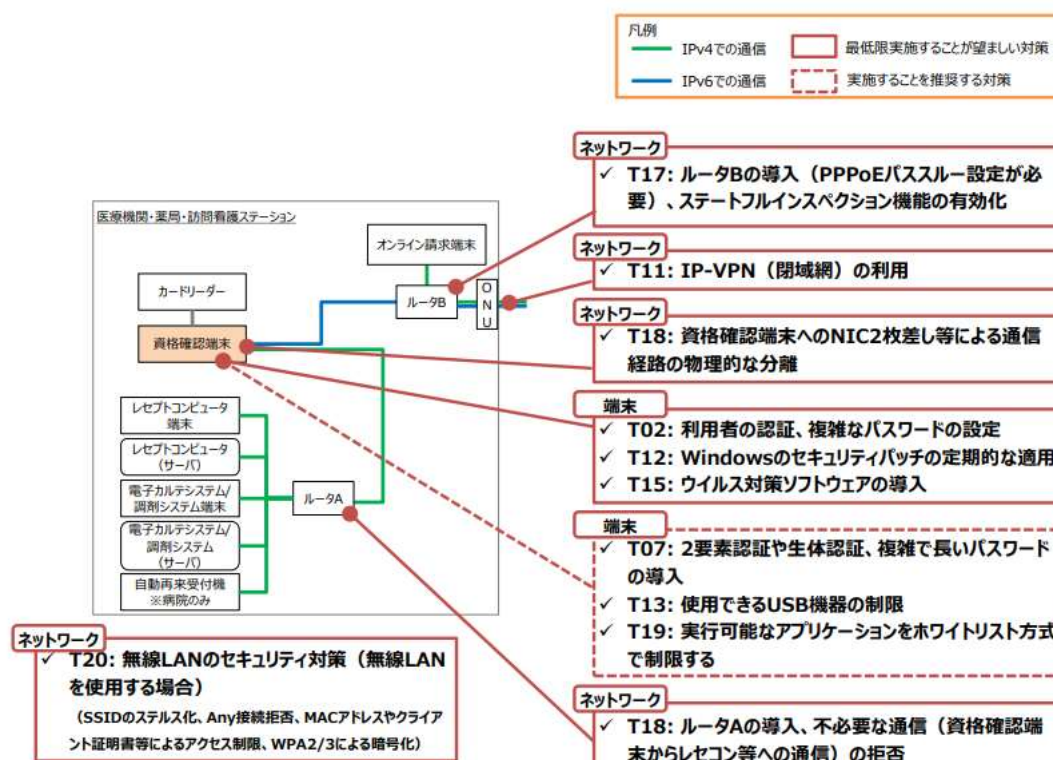 凡例
IPv4での通信
最低限実施することが望ましい対策
IPv6での通信
実施することを推奨する対策
ネットワーク
✓ T17: ルータBの導入（PPPoEパススルー設定が必
要）、ステートフルインスペクション機能の有効化
ネットワーク
✓ T11: IP-VPN（閉域網）の利用
ネットワーク
✓ T18: 資格確認端末へのNIC2枚差し等による通信
経路の物理的な分離
端末
✓ T02: 利用者の認証、複雑なパスワードの設定
✓ T12: Windowsのセキュリティパッチの定期的な適用
✓ T15: ウイルス対策ソフトウェアの導入
端末
✓ T07: 2要素認証や生体認証、複雑で長いパスワード
の導入
✓ T13: 使用できるUSB機器の制限
✓ T19: 実行可能なアプリケーションをホワイトリスト方式
で制限する
ネットワーク
✓ T18: ルータAの導入、不必要な通信（資格確認端
末からレセコン等への通信）の拒否
医療機関・薬局・訪問看護ステーション
オンライン請求端末
カードリーダー
ルータB
O
N
U
資格確認端末
レセプトコンピュータ
端末
レセプトコンピュータ
(サーバ)
電子カルテシステム/
調剤システム端末
ルータA
電子カルテシステム/
調剤システム
(サーバ)
自動再来受付機
※病院のみ
ネットワーク
✓ T20: 無線LANのセキュリティ対策（無線LAN
を使用する場合）
（SSIDのステルス化、Any接続拒否、MACアドレスやクライア
ント証明書等によるアクセス制限、WPA2/3による暗号化）